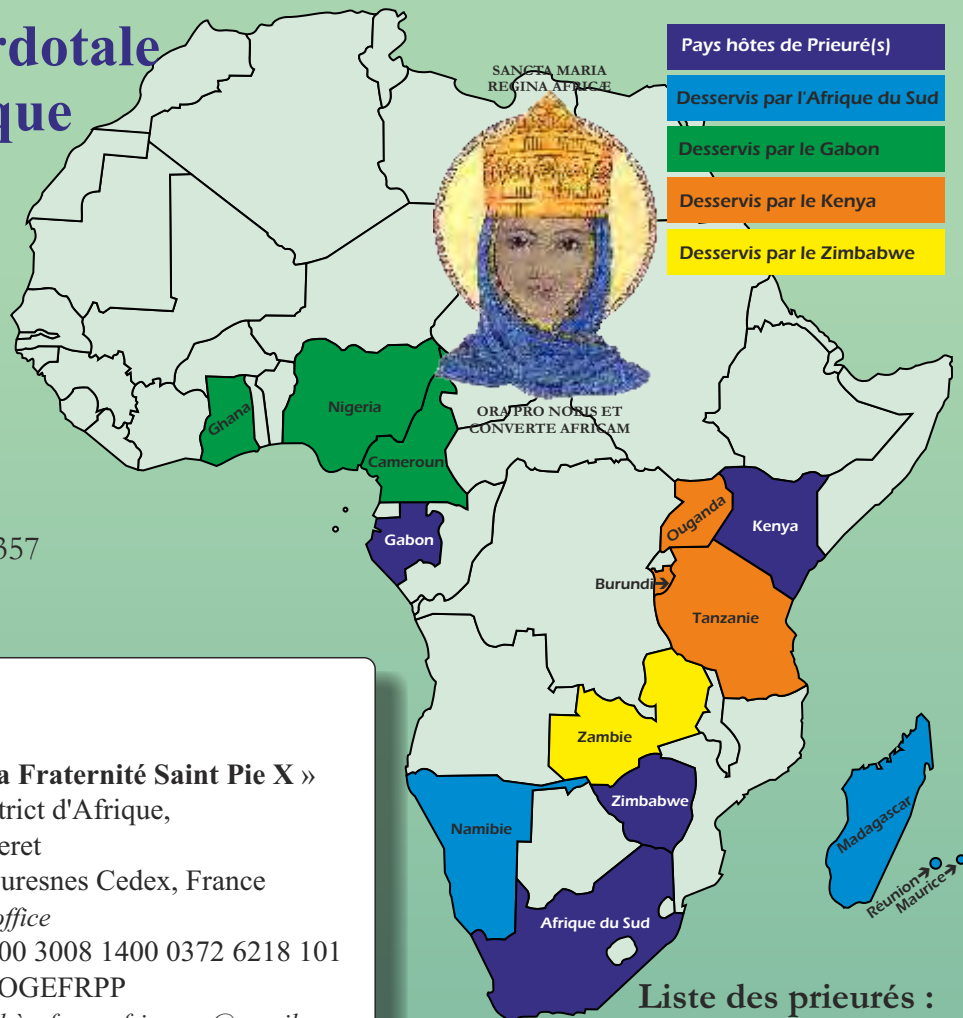 rdotale
que
SANCTA MARIA
REGINA AFRICÆ
Pays hôtes de Prieuré(s)
Desservis par l'Afrique du Sud
Desservis par le Gabon
Desservis par le Kenya
Desservis par le Zimbabwe
ORA PRO NOBIS ET
CONVERTE AFRICAM
Ghana
Nigeria
Cameroun
Gabon
Ouganda
Kenya
Burundi
Tanzanie
357
Zambie
Zimbabwe
Namibie
Madagascar
Réunion
Maurice
Afrique du Sud
a Fraternité Saint Pie X »
trict d'Afrique,
eret
uresnes Cedex, France
office
00 3008 1400 0372 6218 101
OGEFRPP
Liste des prieurés :